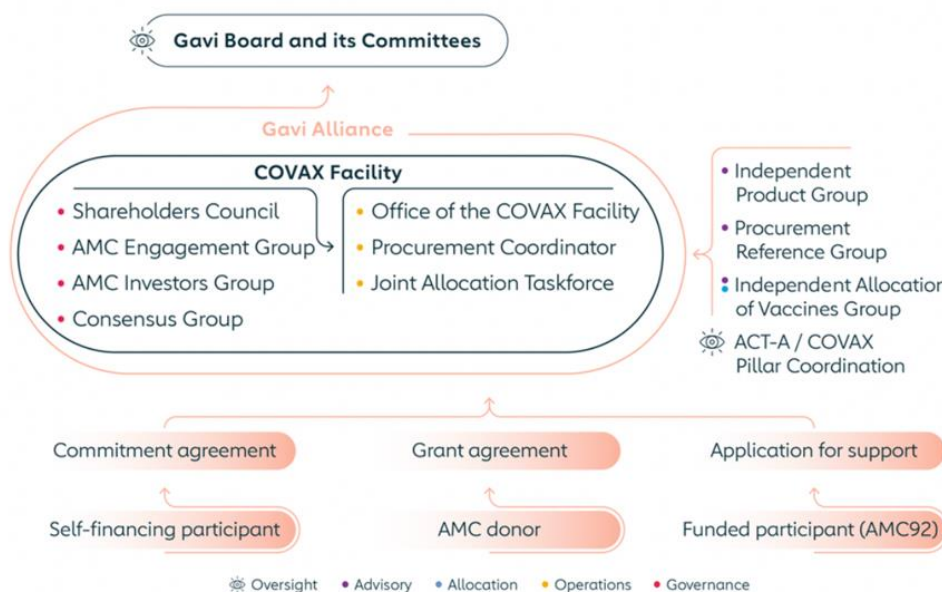 Gavi Board and its Committees
Gavi Alliance
COVAX Facility
Shareholders Council
AMC Engagement Group
AMC Investors Group
Consensus Group
Office of the COVAX Facility
Procurement Coordinator
Joint Allocation Taskforce
Independent
Product Group
Procurement
Reference Group
Independent Allocation
of Vaccines Group
ACT-A / COVAX
Pillar Coordination
Commitment agreement
Grant agreement
Application for support
Self-financing participant
AMC donor
Funded participant (AMC92)
Oversight
Advisory
Allocation
Operations
Governance